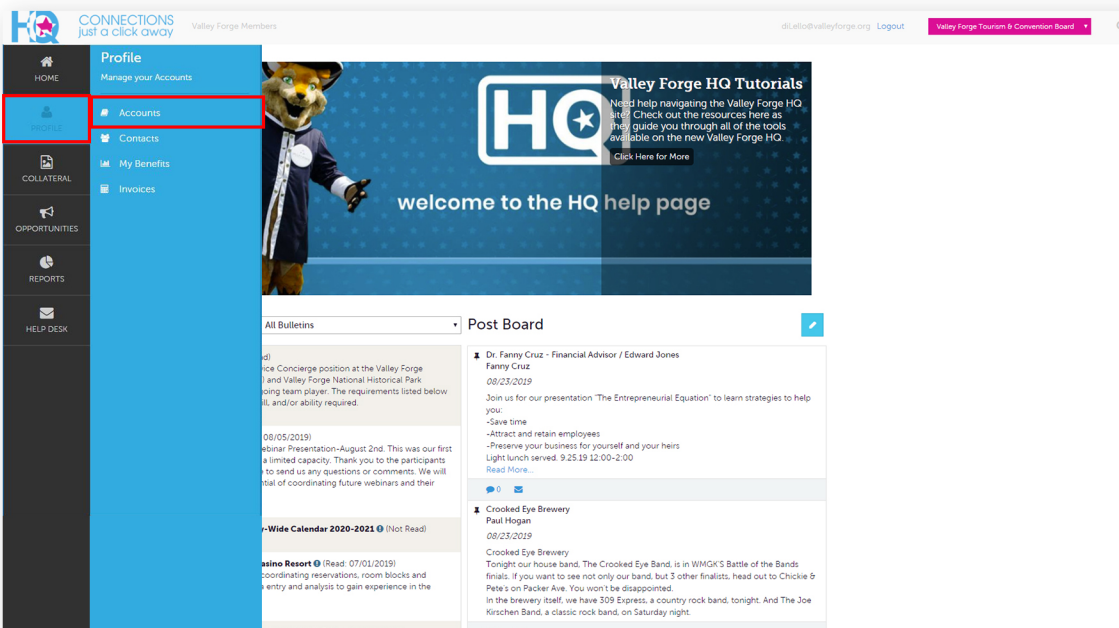 HQ
CONNECTIONS
just a click away
Valley Forge Members
diLello@valleyforge.org Logout
Valley Forge Tourism & Convention Board
HOME
PROFILE
COLLATERAL
OPPORTUNITIES
REPORTS
HELP DESK
Profile
Manage your Accounts
Accounts
Contacts
My Benefits
Invoices
HQ
welcome to the HQ help page
Valley Forge HQ Tutorials
Need help navigating the Valley Forge HQ
site? Check out the resources here as
they guide you through all of the tools
available on the new Valley Forge HQ.
Click Here for More
All Bulletins
ice Concierge position at the Valley Forge
) and Valley Forge National Historical Park
going team player. The requirements listed below
ill, and/or ability required.
08/05/2019)
ebinar Presentation-August 2nd. This was our first
a limited capacity. Thank you to the participants
to send us any questions or comments. We will
ntial of coordinating future webinars and their
y-Wide Calendar 2020-2021 (Not Read)
asino Resort (Read: 07/01/2019)
coordinating reservations, room blocks and
a entry and analysis to gain experience in the
Post Board
Dr. Fanny Cruz - Financial Advisor / Edward Jones
Fanny Cruz
08/23/2019
Join us for our presentation "The Entrepreneurial Equation" to learn strategies to help
you:
-Save time
-Attract and retain employees
-Preserve your business for yourself and your heirs
Light lunch served. 9.25.19 12:00-2:00
Read More...
0
Crooked Eye Brewery
Paul Hogan
08/23/2019
Crooked Eye Brewery
Tonight our house band, The Crooked Eye Band, is in WMGK'S Battle of the Bands
finials. If you want to see not only our band, but 3 other finalists, head out to Chickie &
Pete's on Packer Ave. You won't be disappointed.
In the brewery itself, we have 309 Express, a country rock band, tonight. And The Joe
Kirschen Band, a classic rock band, on Saturday night.